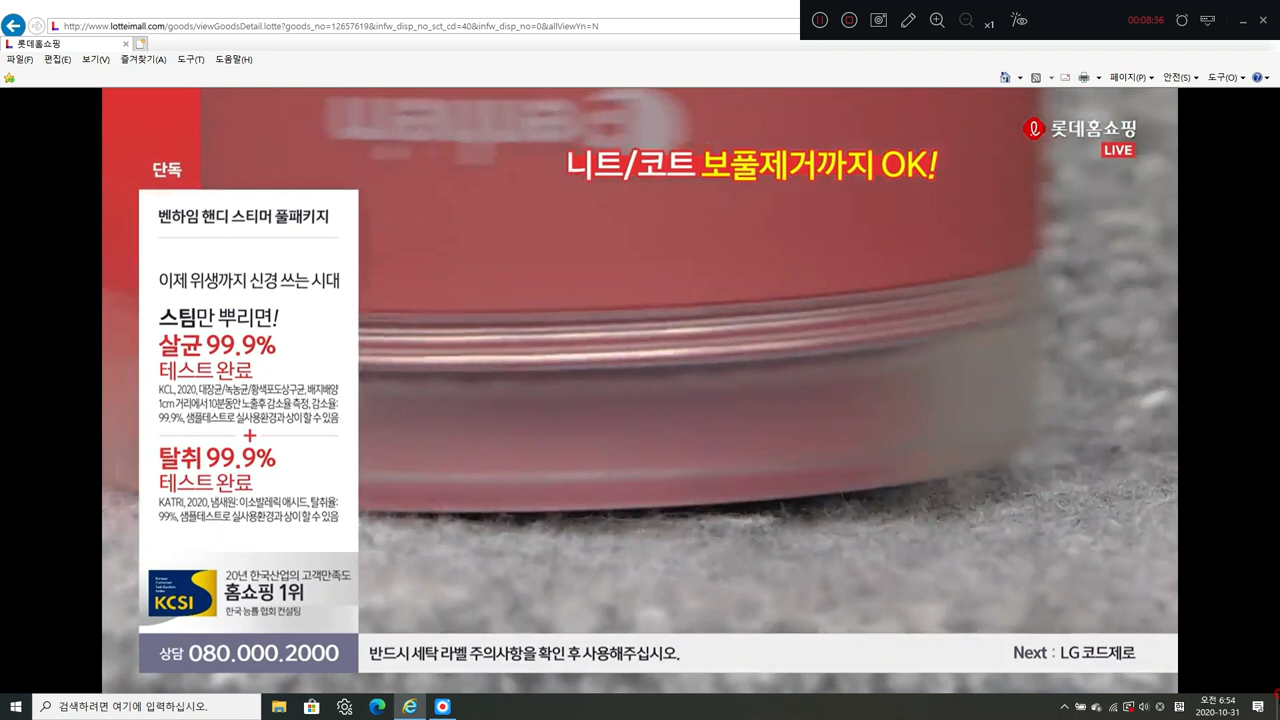 http://www.lotteimall.com/goods/viewGoodsDetail.lotte?goods_no=12657619&infw_disp_no_sct_cd=40&infw_disp_no=0&allViewYn=N
x1
00:08:36
롯데홈쇼핑
파일(F) 편집(E) 보기(V) 즐겨찾기(A) 도구(T) 도움말(H)
페이지(P) 안전(S) 도구(O)
단독
니트/코트 보풀제거까지 OK!
롯데홈쇼핑
LIVE
벤하임 핸디 스티머 풀패키지
이제 위생까지 신경 쓰는 시대
스팀만 뿌리면!
살균 99.9%
테스트 완료
KCL, 2020, 대장균/녹농균/황색포도상구균, 배지배양
1cm 거리에서 10분동안 노출후 감소율 측정, 감소율:
99.9%, 샘플테스트로 실사용환경과 상이 할 수 있음
+
탈취 99.9%
테스트 완료
KATRI, 2020, 냄새원: 이소발레릭 애시드, 탈취율:
99%, 샘플테스트로 실사용환경과 상이 할 수 있음
KCSI
20년 한국산업의 고객만족도
홈쇼핑 1위
한국 능률 협회 컨설팅
상담 080.000.2000
반드시 세탁 라벨 주의사항을 확인 후 사용해주십시오.
Next : LG 코드제로
검색하려면 여기에 입력하십시오.
오전 6:54
2020-10-31